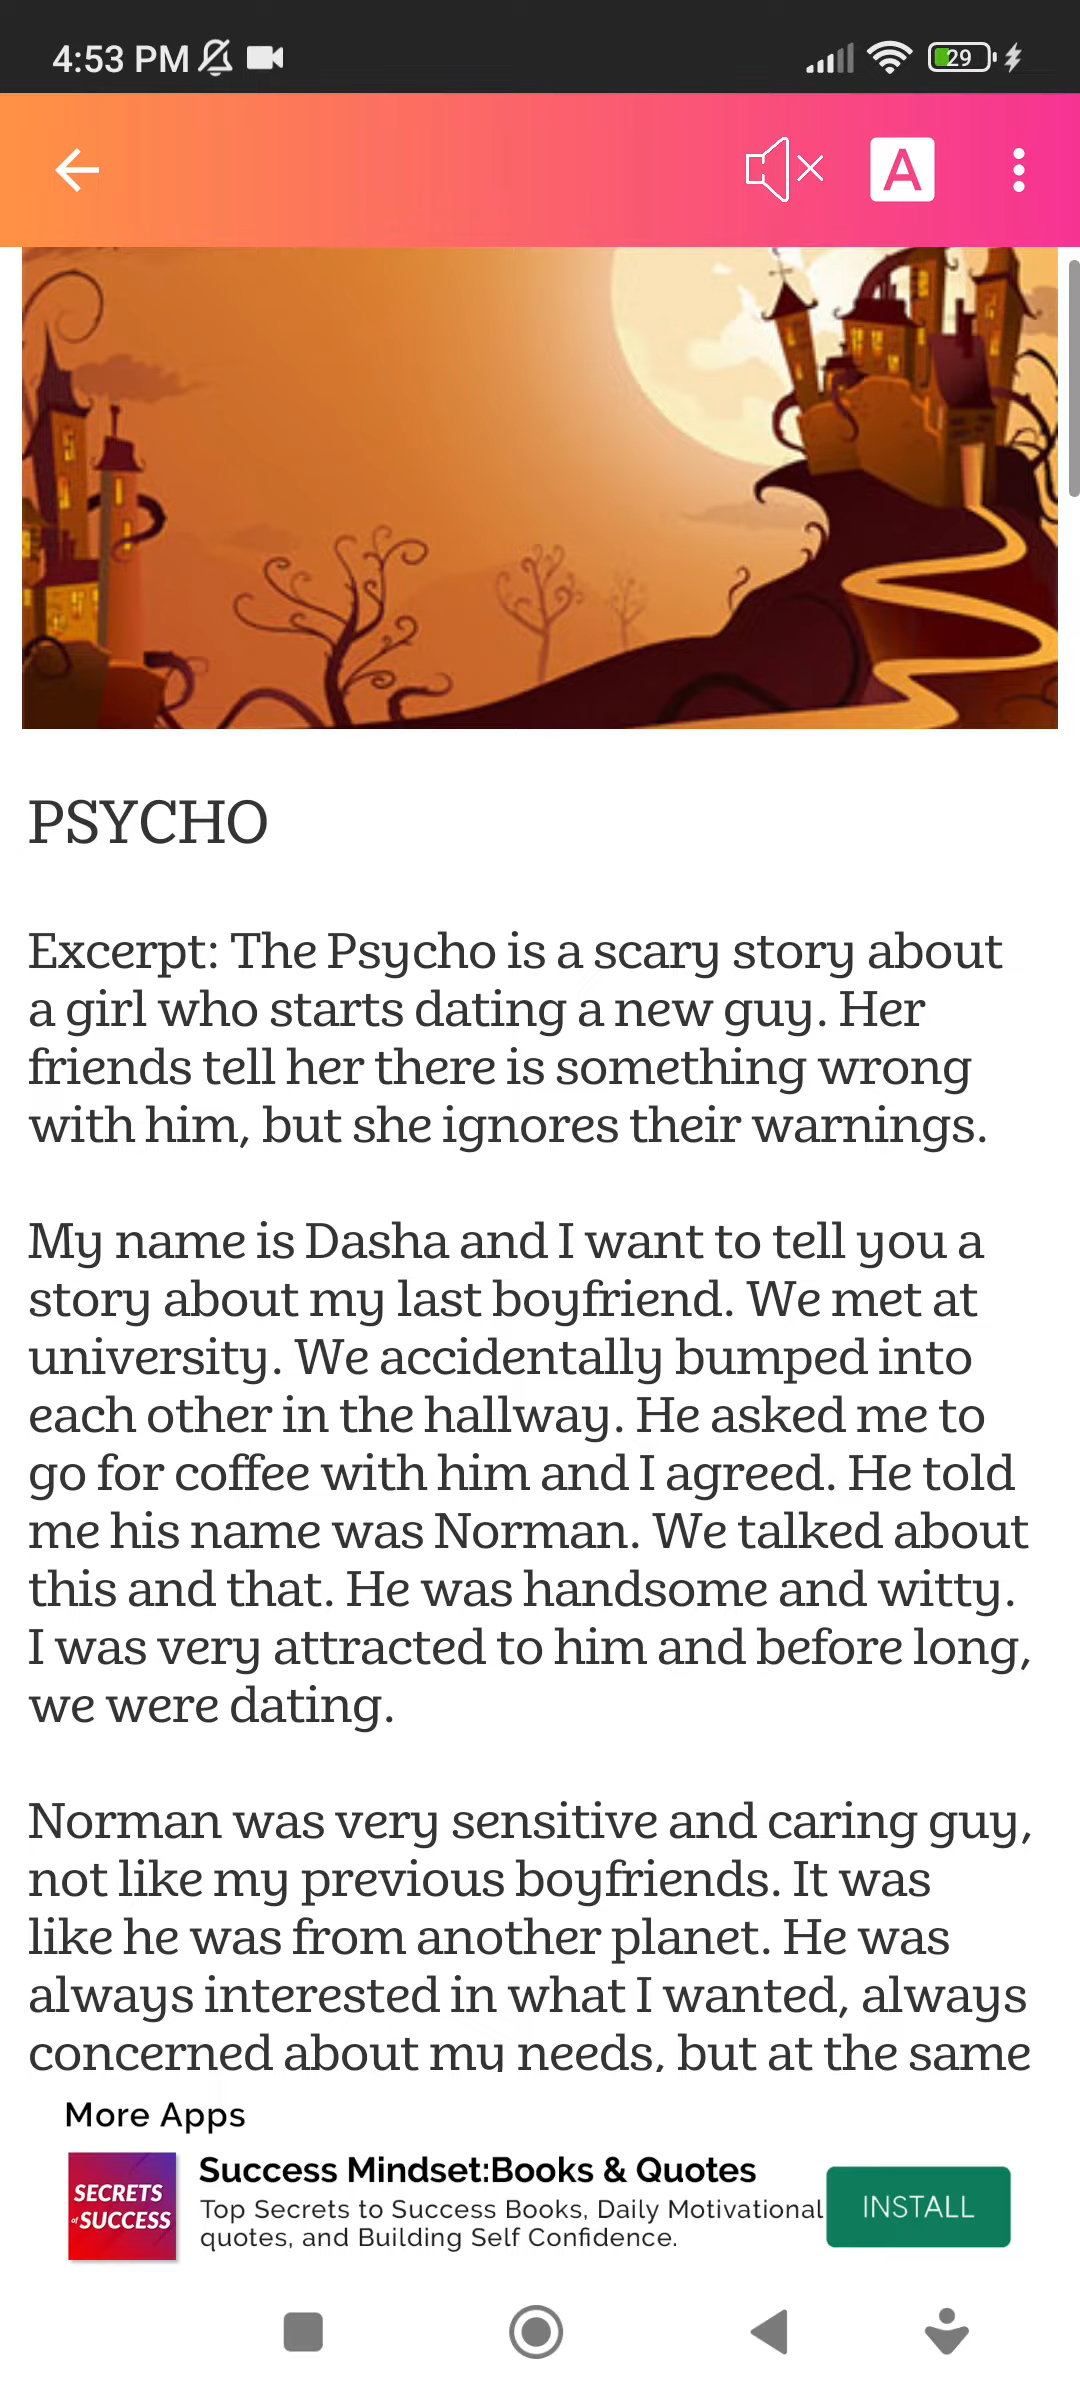 4:53 PM
29
A
PSYCHO
Excerpt: The Psycho is a scary story about
a girl who starts dating a new guy. Her
friends tell her there is something wrong
with him, but she ignores their warnings.
My name is Dasha and I want to tell you a
story about my last boyfriend. We met at
university. We accidentally bumped into
each other in the hallway. He asked me to
go for coffee with him and I agreed. He told
me his name was Norman. We talked about
this and that. He was handsome and witty.
I was very attracted to him and before long,
we were dating.
Norman was very sensitive and caring guy,
not like my previous boyfriends. It was
like he was from another planet. He was
always interested in what I wanted, always
concerned about my needs, but at the same
More Apps
SECRETS
of SUCCESS
Success Mindset:Books & Quotes
Top Secrets to Success Books, Daily Motivational
quotes, and Building Self Confidence.
INSTALL